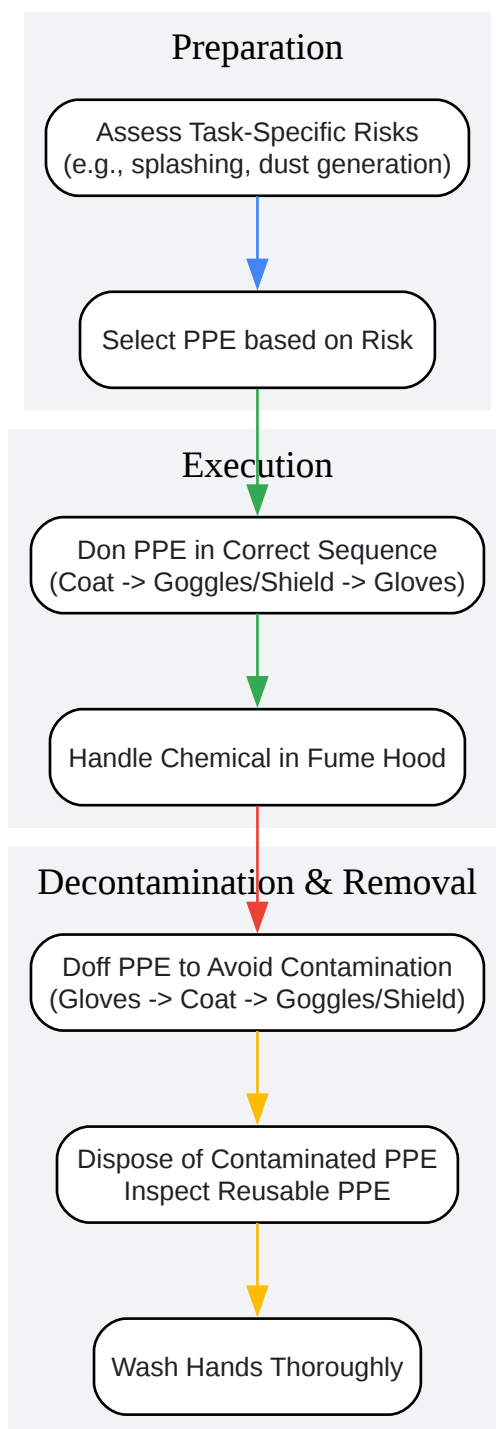 Preparation
Assess Task-Specific Risks
(e.g., splashing, dust generation)
Select PPE based on Risk
Execution
Don PPE in Correct Sequence
(Coat -> Goggles/Shield -> Gloves)
Handle Chemical in Fume Hood
Decontamination & Removal
Doff PPE to Avoid Contamination
(Gloves -> Coat -> Goggles/Shield)
Dispose of Contaminated PPE
Inspect Reusable PPE
Wash Hands Thoroughly